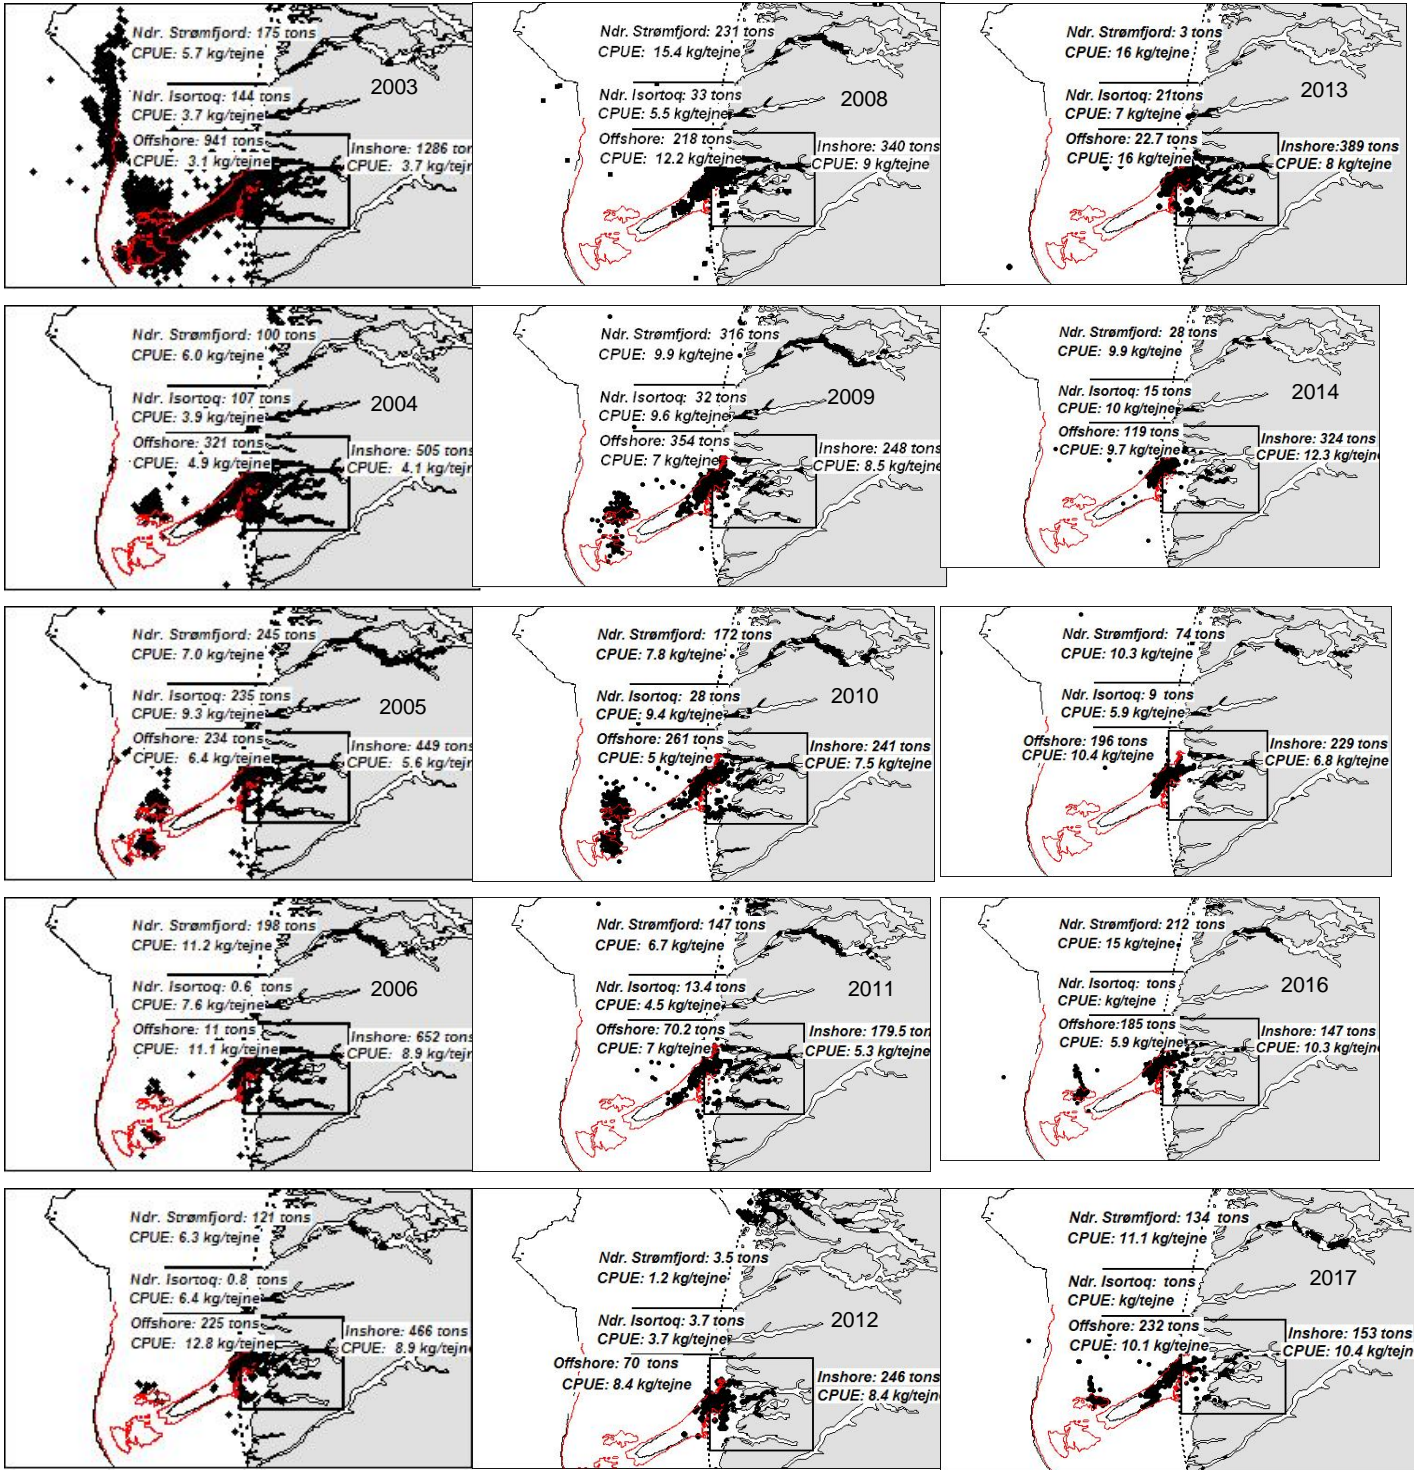 Ndr. Strømfjord: 175 tons
CPUE: 5.7 kg/tejne
2003
Ndr. Isortoq: 144 tons
CPUE: 3.7 kg/tejne
Offshore: 941 tons
CPUE: 3.1 kg/tejne
Inshore: 1286 ton
CPUE: 3.7 kg/tejn
Ndr. Strømfjord: 231 tons
CPUE: 15.4 kg/tejne
2008
Ndr. Isortoq: 33 tons
CPUE: 5.5 kg/tejne
Offshore: 218 tons
CPUE: 12.2 kg/tejne
Inshore: 340 tons
CPUE: 9 kg/tejne
Ndr. Strømfjord: 3 tons
CPUE: 16 kg/tejne
2013
Ndr. Isortoq: 21tons
CPUE: 7 kg/tejne
Offshore: 22.7 tons
CPUE: 16 kg/tejne
Inshore:389 tons
CPUE: 8 kg/tejne
Ndr. Strømfjord: 100 tons
CPUE: 6.0 kg/tejne
2004
Ndr. Isortoq: 107 tons
CPUE: 3.9 kg/tejne
Offshore: 321 tons
CPUE: 4.9 kg/tejne
Inshore: 505 tons
CPUE: 4.1 kg/tejn
Ndr. Strømfjord: 316 tons
CPUE: 9.9 kg/tejne
2009
Ndr. Isortoq: 32 tons
CPUE: 9.6 kg/tejne
Offshore: 354 tons
CPUE: 7 kg/tejne
Inshore: 248 tons
CPUE: 8.5 kg/tejne
Ndr. Strømfjord: 28 tons
CPUE: 9.9 kg/tejne
2014
Ndr. Isortoq: 15 tons
CPUE: 10 kg/tejne
Offshore: 119 tons
CPUE: 9.7 kg/tejne
Inshore: 324 tons
CPUE: 12.3 kg/tejne
Ndr. Strømfjord: 245 tons
CPUE: 7.0 kg/tejne
2005
Ndr. Isortoq: 235 tons
CPUE: 9.3 kg/tejne
Offshore: 234 tons
CPUE: 6.4 kg/tejne
Inshore: 449 tons
CPUE: 5.6 kg/tejn
Ndr. Strømfjord: 172 tons
CPUE: 7.8 kg/tejne
2010
Ndr. Isortoq: 28 tons
CPUE: 9.4 kg/tejne
Offshore: 261 tons
CPUE: 5 kg/tejne
Inshore: 241 tons
CPUE: 7.5 kg/tejne
Ndr. Strømfjord: 74 tons
CPUE: 10.3 kg/tejne
Ndr. Isortoq: 9 tons
CPUE: 5.9 kg/tejne
Offshore: 196 tons
CPUE: 10.4 kg/tejne
Inshore: 229 tons
CPUE: 6.8 kg/tejne
Ndr. Strømfjord: 198 tons
CPUE: 11.2 kg/tejne
2006
Ndr. Isortoq: 0.6 tons
CPUE: 7.6 kg/tejne
Offshore: 11 tons
CPUE: 11.1 kg/tejne
Inshore: 652 tons
CPUE: 8.9 kg/tejn
Ndr. Strømfjord: 147 tons
CPUE: 6.7 kg/tejne
2011
Ndr. Isortoq: 13.4 tons
CPUE: 4.5 kg/tejne
Offshore: 70.2 tons
CPUE: 7 kg/tejne
Inshore: 179.5 ton
CPUE: 5.3 kg/tejne
Ndr. Strømfjord: 212 tons
CPUE: 15 kg/tejne
2016
Ndr. Isortoq: tons
CPUE: kg/tejne
Offshore:185 tons
CPUE: 5.9 kg/tejne
Inshore: 147 tons
CPUE: 10.3 kg/tejne
Ndr. Strømfjord: 121 tons
CPUE: 6.3 kg/tejne
Ndr. Isortoq: 0.8 tons
CPUE: 6.4 kg/tejne
Offshore: 225 tons
CPUE: 12.8 kg/tejne
Inshore: 466 tons
CPUE: 8.9 kg/tejn
Ndr. Strømfjord: 3.5 tons
CPUE: 1.2 kg/tejne
2012
Ndr. Isortoq: 3.7 tons
CPUE: 3.7 kg/tejne
Offshore: 70 tons
CPUE: 8.4 kg/tejne
Inshore: 246 tons
CPUE: 8.4 kg/tejn
Ndr. Strømfjord: 134 tons
CPUE: 11.1 kg/tejne
2017
Ndr. Isortoq: tons
CPUE: kg/tejne
Offshore: 232 tons
CPUE: 10.1 kg/tejne
Inshore: 153 tons
CPUE: 10.4 kg/tejn